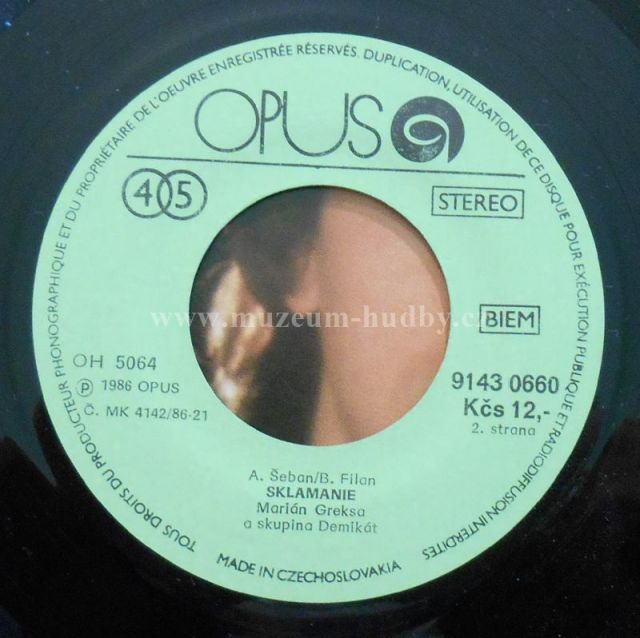 TOUS DROITS DU PRODUCTEUR PHONOGRAPHIQUE ET DU PROPRIÉTAIRE DE L'OEUVRE ENREGISTRÉE RÉSERVÉS. DUPLICATION, UTILISATION DE CE DISQUE POUR EXÉCUTION PUBLIQUE ET RADIODIFFUSION INTERDITES
OPUS
45
STEREO
www.muzeum-hudby.cz
BIEM
OH 5064
℗ 1986 OPUS
Č. MK 4142/86-21
9143 0660
Kčs 12,-
2. strana
A. Šeban/B. Filan
SKLAMANIE
Marián Greksa
a skupina Demikát
MADE IN CZECHOSLOVAKIA